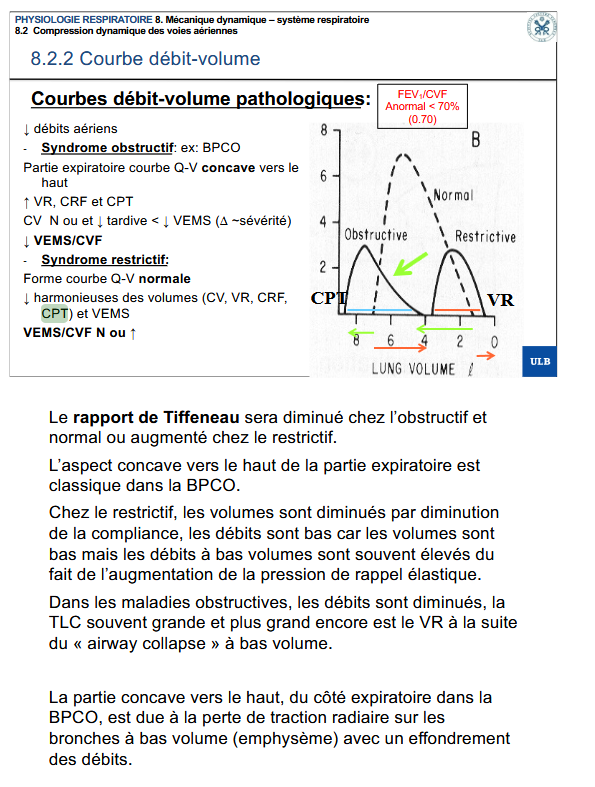 PHYSIOLOGIE RESPIRATOIRE 8. Mécanique dynamique – système respiratoire
8.2 Compression dynamique des voies aériennes
8.2.2 Courbe débit-volume
Courbes débit-volume pathologiques:
FEV₁/CVF
Anormal < 70%
(0.70)
↓ débits aériens
- Syndrome obstructif: ex: BPCO
Partie expiratoire courbe Q-V concave vers le
haut
↑ VR, CRF et CPT
CV N ou et ↓ tardive < ↓ VEMS (Δ ~sévérité)
↓ VEMS/CVF
- Syndrome restrictif:
Forme courbe Q-V normale
↓ harmonieuses des volumes (CV, VR, CRF,
CPT) et VEMS
VEMS/CVF N ou ↑
B
8
6
4
2
Normal
Obstructive
Restrictive
CPT
VR
8 6 4 2 0
LUNG VOLUME l
ULB
Le rapport de Tiffeneau sera diminué chez l'obstructif et
normal ou augmenté chez le restrictif.
L'aspect concave vers le haut de la partie expiratoire est
classique dans la BPCO.
Chez le restrictif, les volumes sont diminués par diminution
de la compliance, les débits sont bas car les volumes sont
bas mais les débits à bas volumes sont souvent élevés du
fait de l'augmentation de la pression de rappel élastique.
Dans les maladies obstructives, les débits sont diminués, la
TLC souvent grande et plus grand encore est le VR à la suite
du « airway collapse » à bas volume.
La partie concave vers le haut, du côté expiratoire dans la
BPCO, est due à la perte de traction radiaire sur les
bronches à bas volume (emphysème) avec un effondrement
des débits.